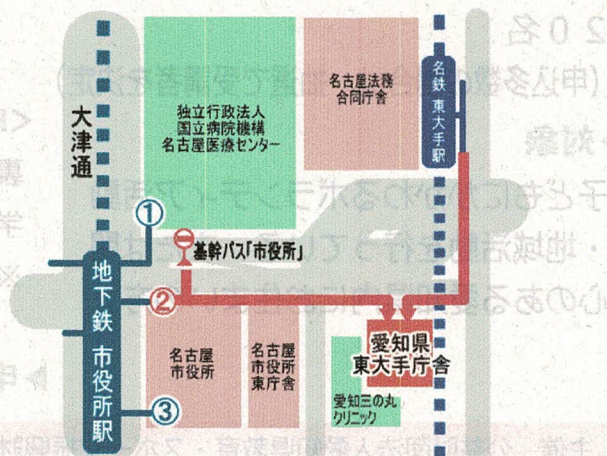 大津通
独立行政法人
国立病院機構
名古屋医療センター
名古屋法務
合同庁舎
名鉄 東大手駅
①
基幹バス「市役所」
地下鉄 市役所駅
②
名古屋
市役所
名古屋
市役所
東庁舎
愛知県
東大手庁舎
愛知三の丸
クリニック
③